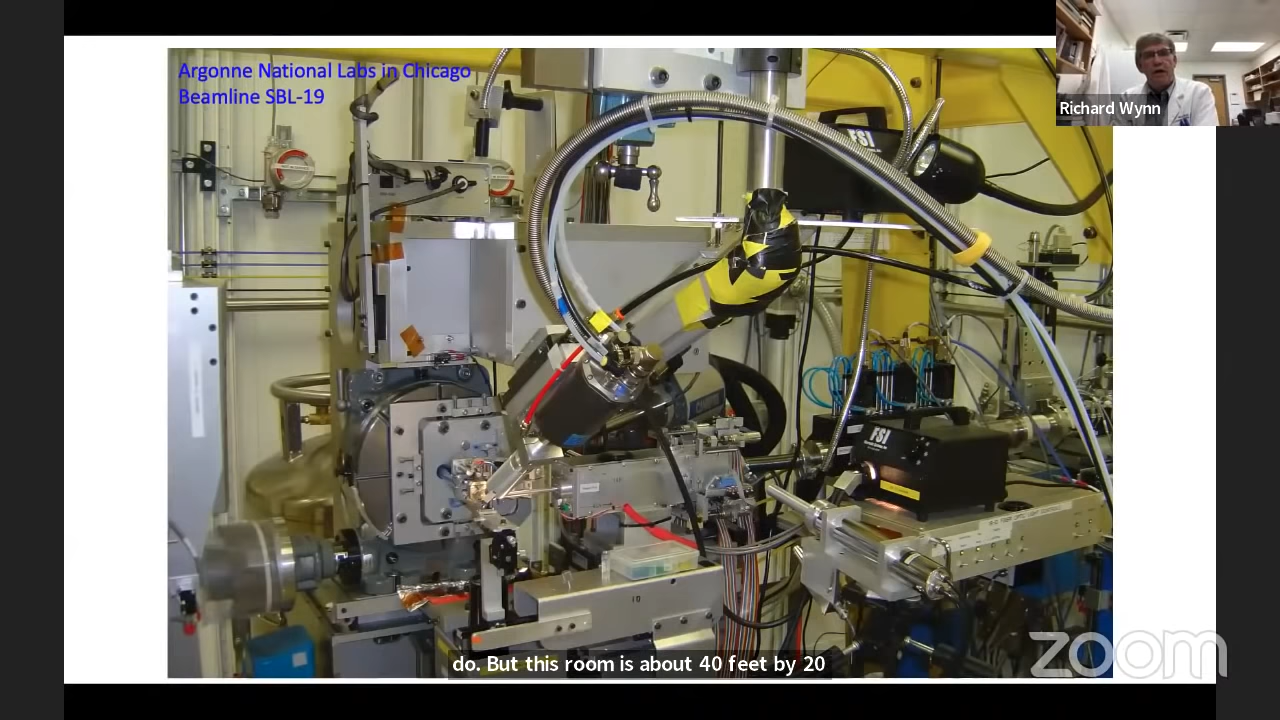 Argonne National Labs in Chicago
Beamline SBL-19
Richard Wynn
FSI
FSI
do. But this room is about 40 feet by 20
zoom